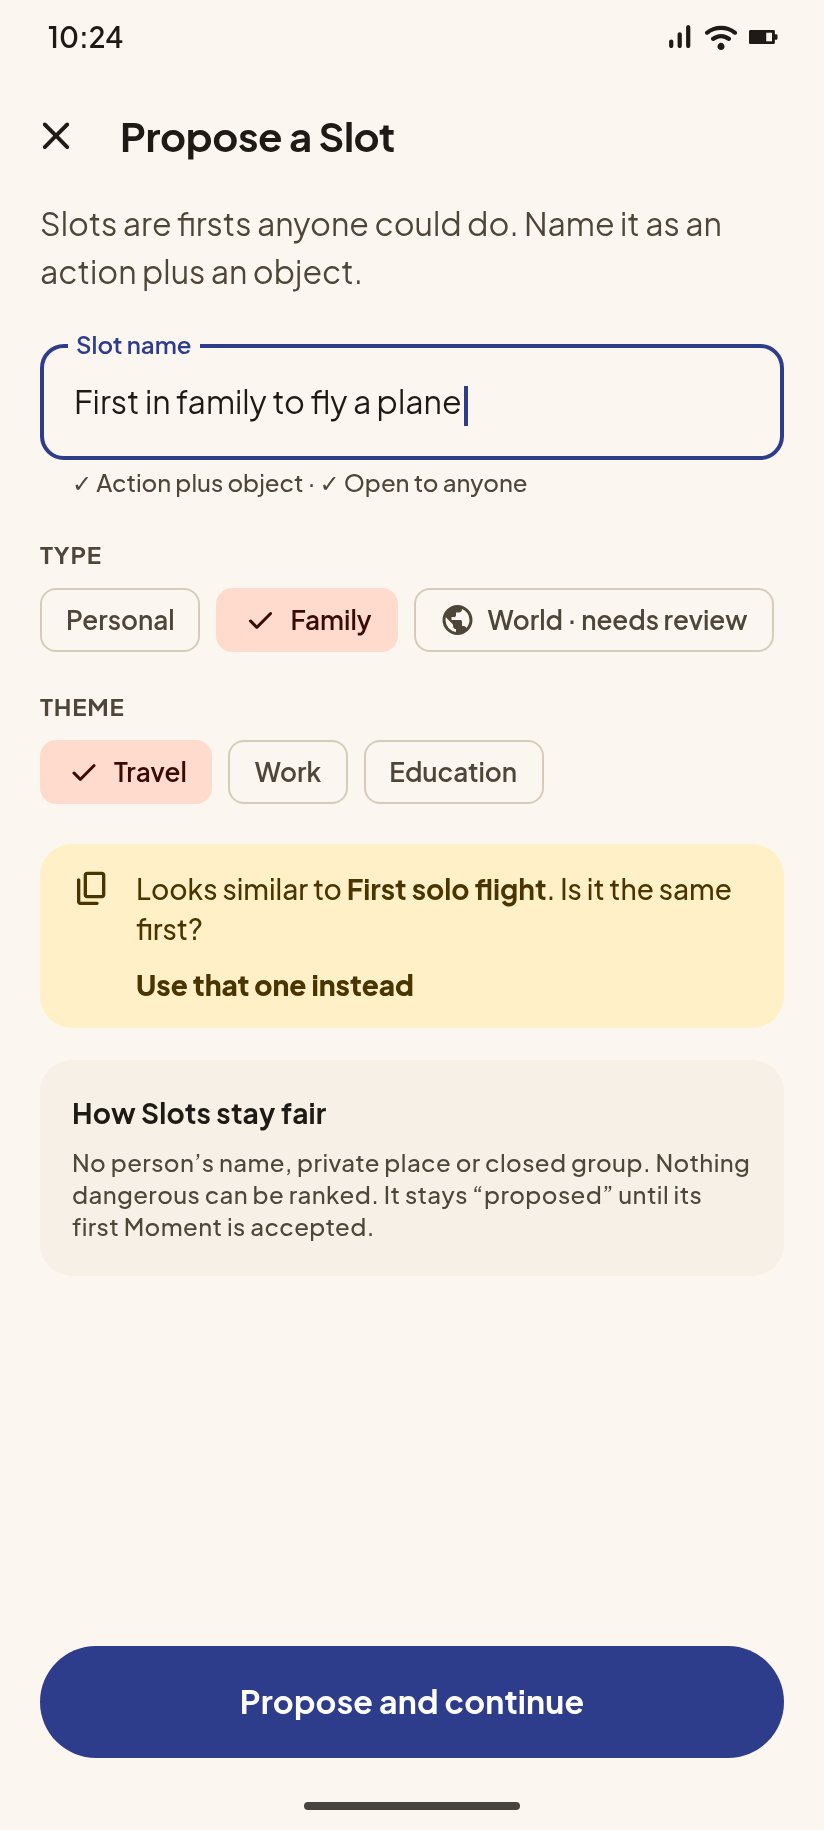 10:24
Propose a Slot
Slots are firsts anyone could do. Name it as an
action plus an object.
Slot name
First in family to fly a plane
✓ Action plus object · ✓ Open to anyone
TYPE
Personal
Family
World · needs review
THEME
Travel
Work
Education
Looks similar to First solo flight. Is it the same
first?
Use that one instead
How Slots stay fair
No person’s name, private place or closed group. Nothing
dangerous can be ranked. It stays “proposed” until its
first Moment is accepted.
Propose and continue